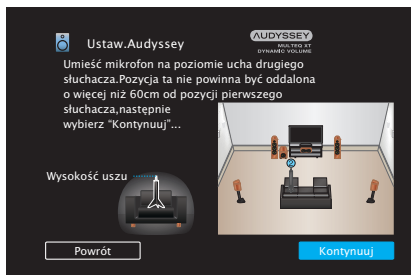 Ustaw.Audyssey
AUDYSSEY
MULTEQ XT
DYNAMIC VOLUME
Umieść mikrofon na poziomie ucha drugiego
słuchacza.Pozycja ta nie powinna być oddalona
o więcej niż 60cm od pozycji pierwszego
słuchacza,następnie
wybierz “Kontynuuj”...
Wysokość uszu
2
Powrót
Kontynuuj